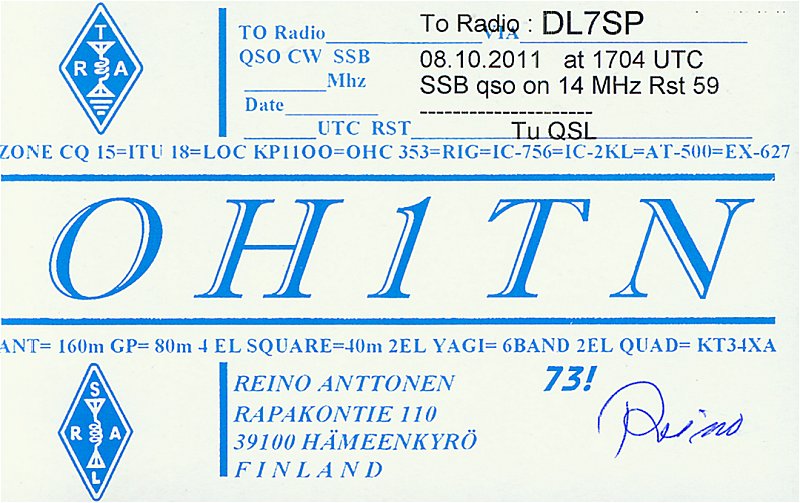 TO Radio To Radio : DL7SP
VIA
QSO CW SSB 08.10.2011 at 1704 UTC
Mhz SSB qso on 14 MHz Rst 59
Date --------------------
UTC RST Tu QSL
T
R A
ZONE CQ 15=ITU 18=LOC KP11OO=OHC 353=RIG=IC-756=IC-2KL=AT-500=EX-627
OH1TN
ANT= 160m GP= 80m 4 EL SQUARE=40m 2EL YAGI= 6BAND 2EL QUAD= KT34XA
S
R A
L
REINO ANTTONEN 73!
RAPAKONTIE 110 Reino
39100 HÄMEENKYRÖ
FINLAND